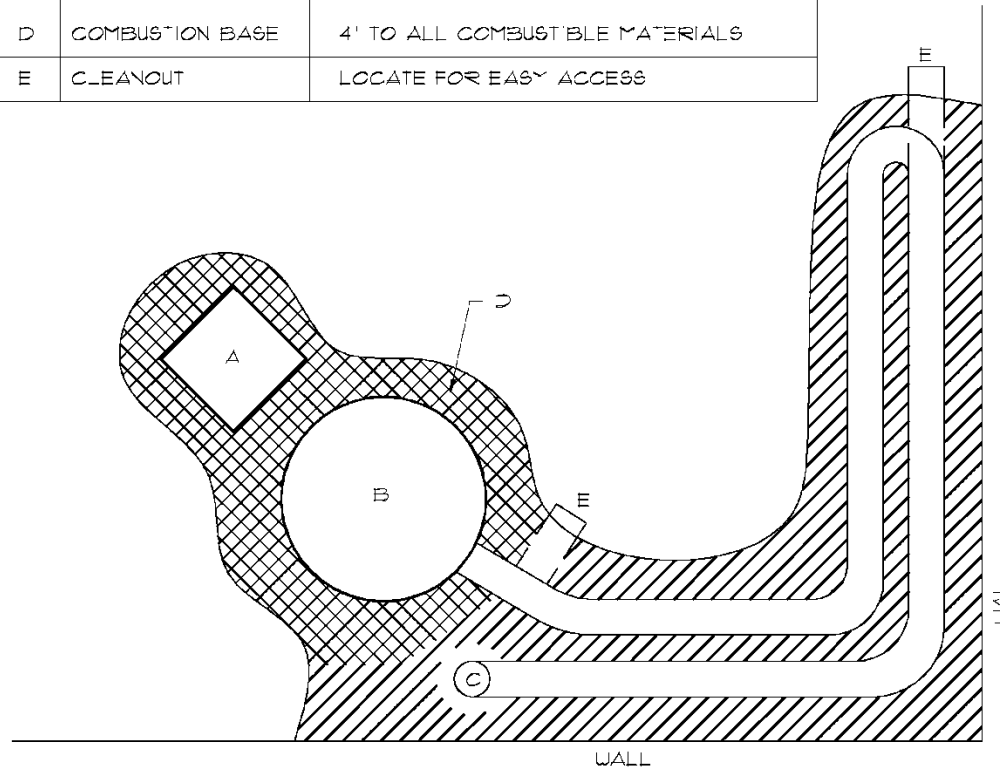 D COMBUSTION BASE 4' TO ALL COMBUSTIBLE MATERIALS
E CLEANOUT LOCATE FOR EASY ACCESS
E
D
A
B
E
C
WALL